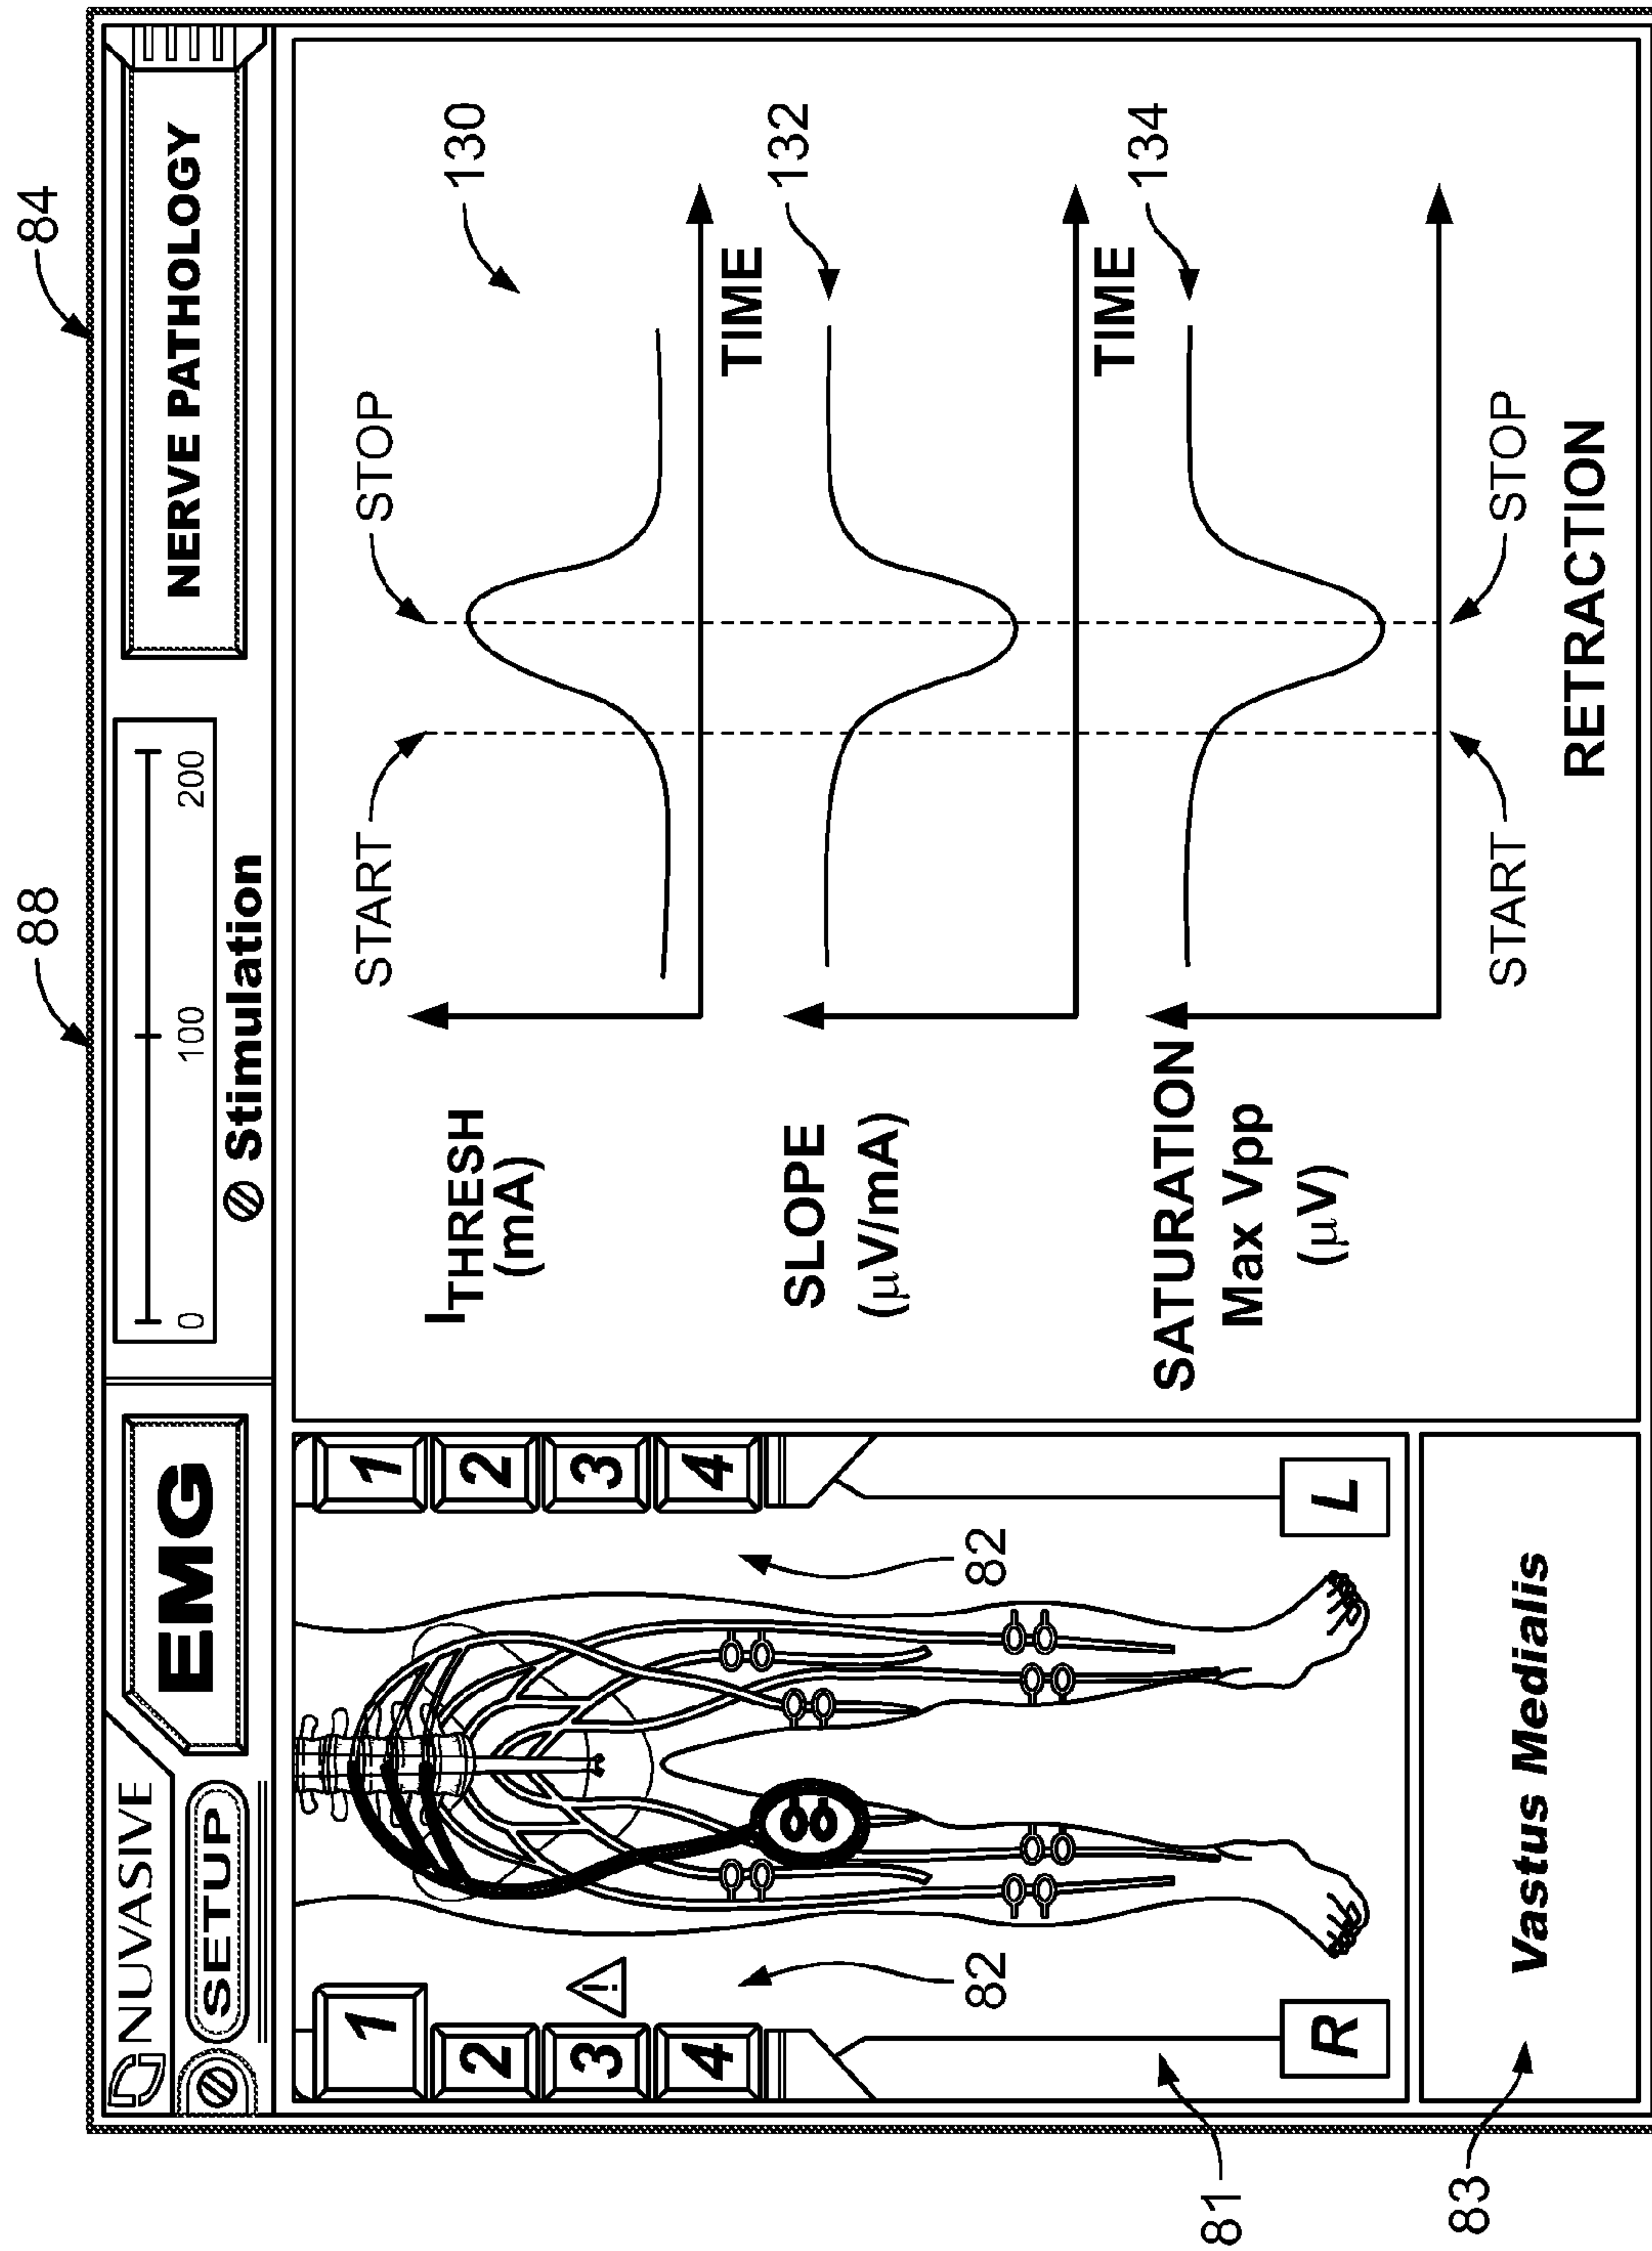 88
84
NUVASIVE
SETUP
EMG
0
100
200
Stimulation
NERVE PATHOLOGY
1
2
3
4
1
2
3
4
!
82
82
R
L
81
83
Vastus Medialis
START
STOP
130
ITHRESH
(mA)
TIME
132
SLOPE
(μV/mA)
TIME
134
SATURATION
Max Vpp
(μV)
START
STOP
RETRACTION